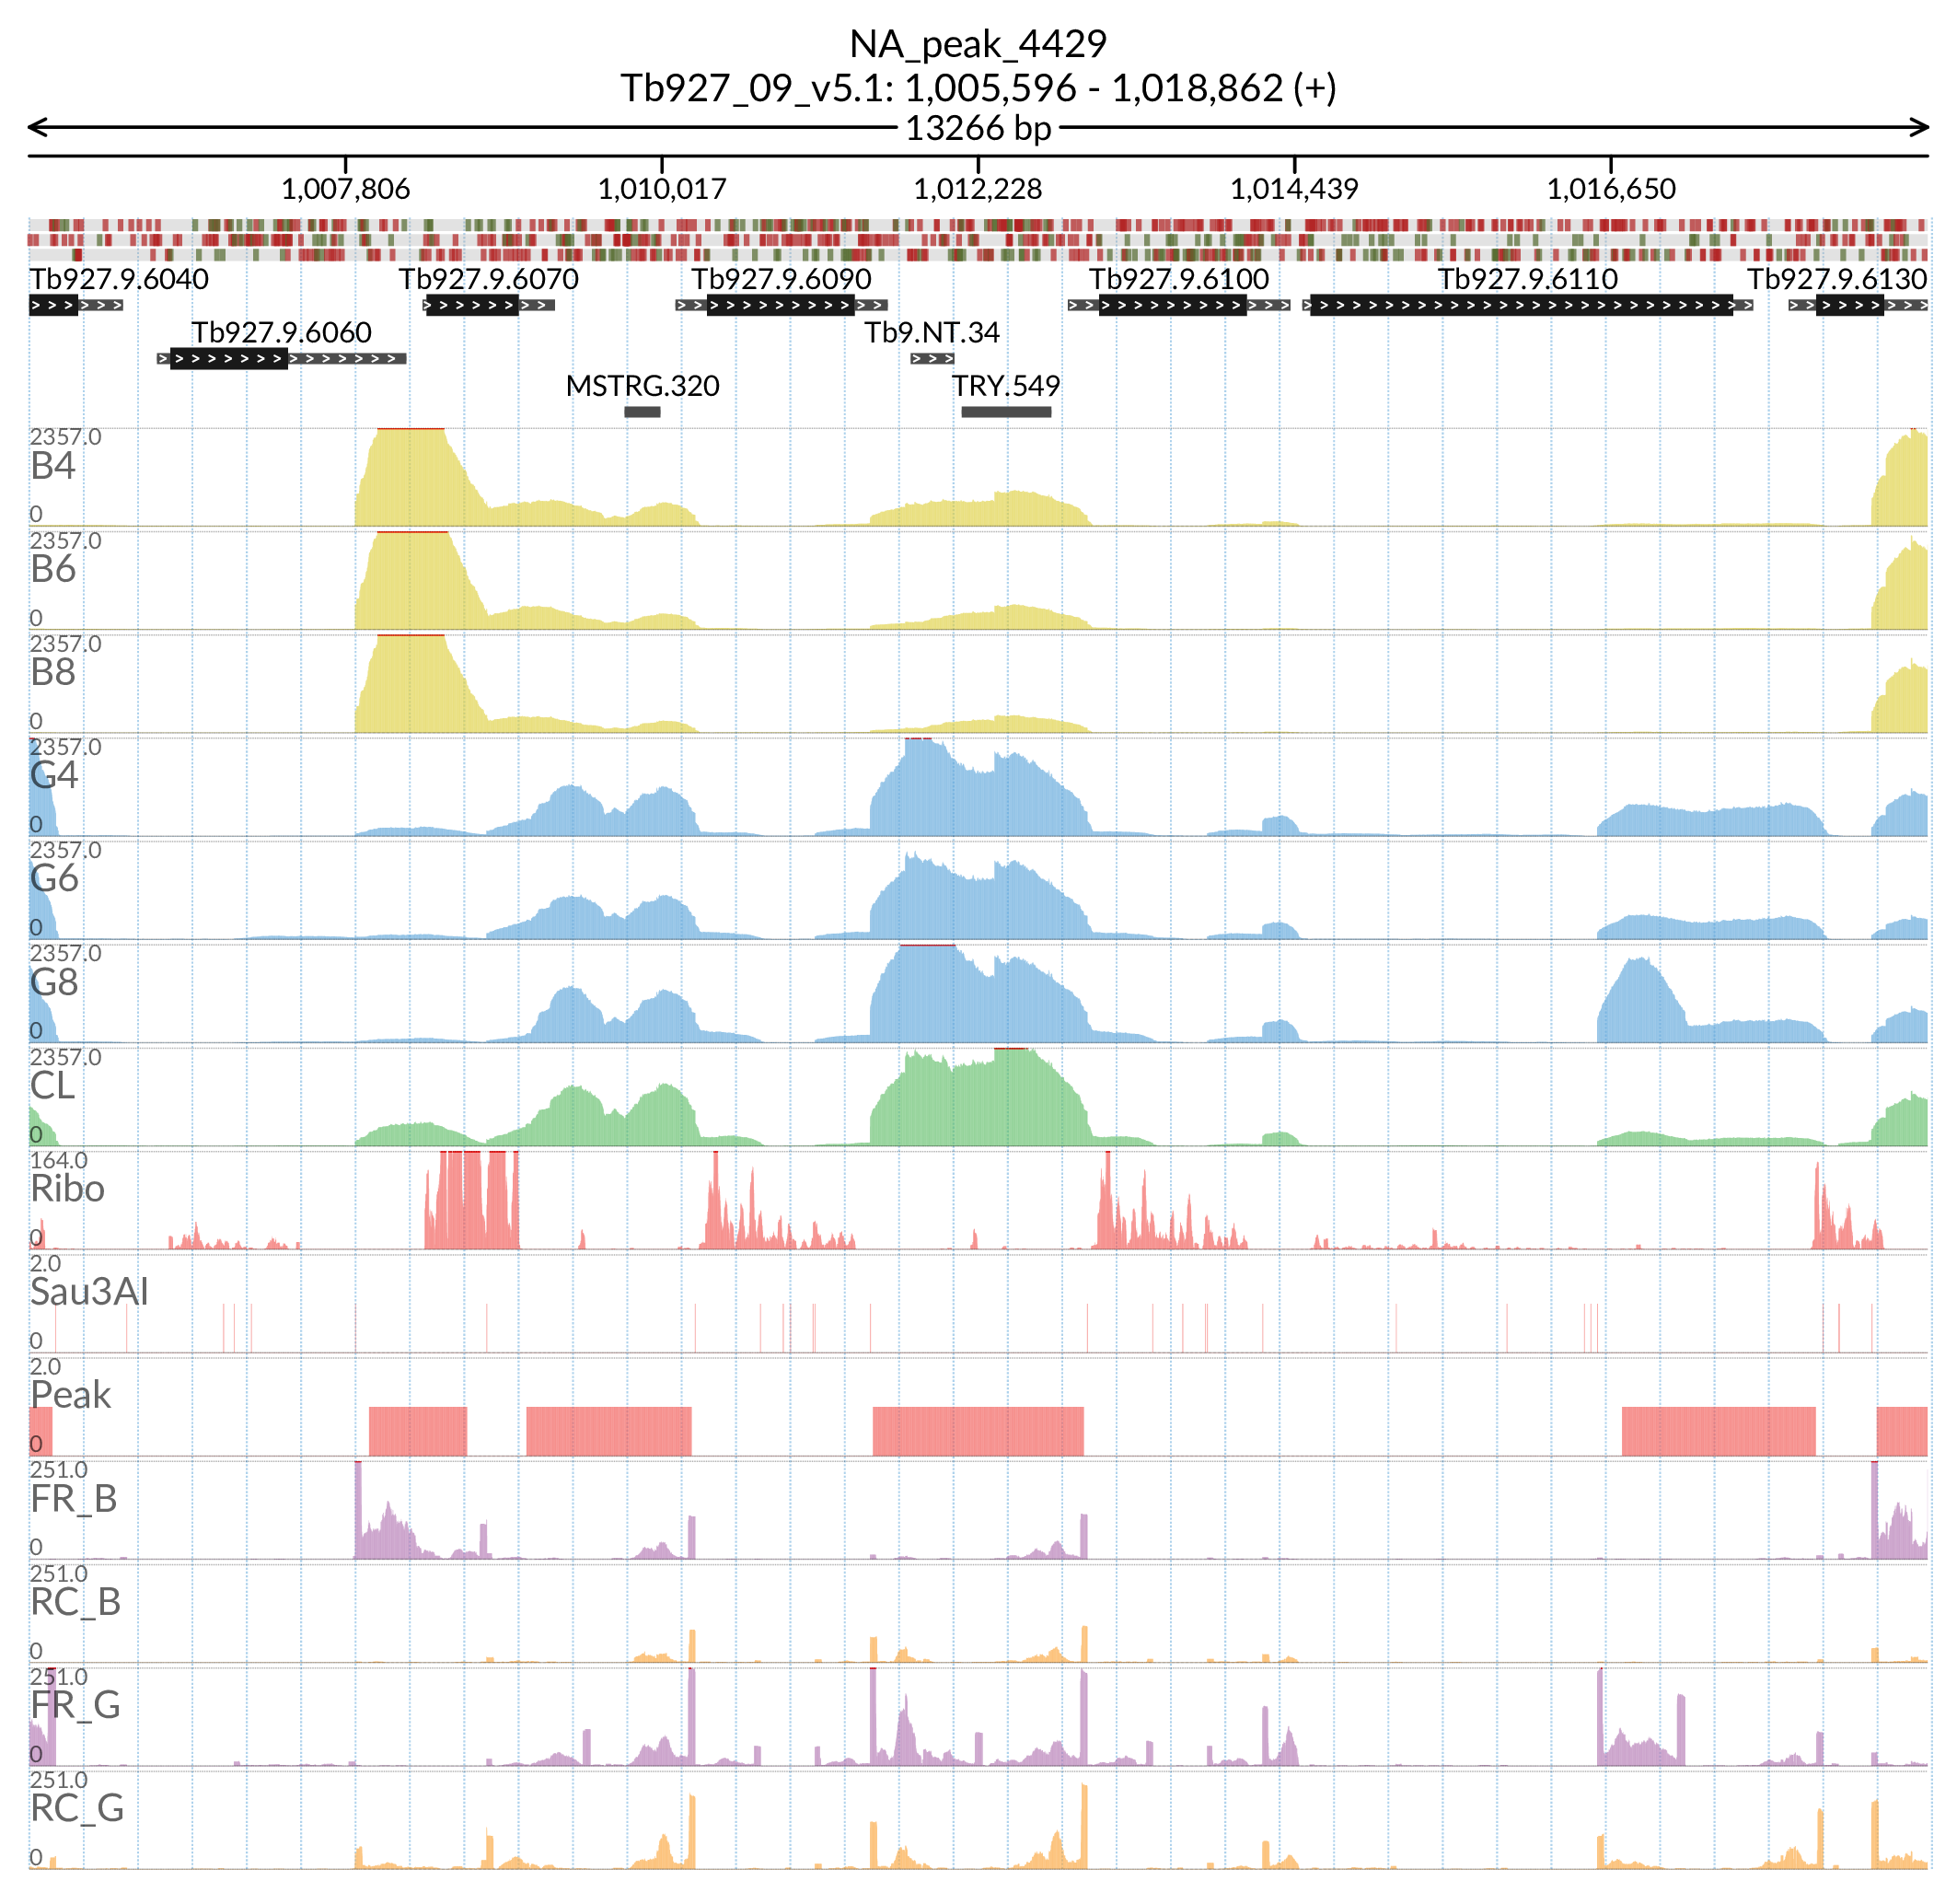 NA_peak_4429
Tb927_09_v5.1: 1,005,596 - 1,018,862 (+)
13266 bp
1,007,806 1,010,017 1,012,228 1,014,439 1,016,650
Tb927.9.6040 Tb927.9.6070 Tb927.9.6090 Tb927.9.6100 Tb927.9.6110 Tb927.9.6130
Tb927.9.6060 Tb9.NT.34
MSTRG.320 TRY.549
2357.0
B4
0
2357.0
B6
0
2357.0
B8
0
2357.0
G4
0
2357.0
G6
0
2357.0
G8
0
2357.0
CL
0
164.0
Ribo
0
2.0
Sau3AI
0
2.0
Peak
0
251.0
FR_B
0
251.0
RC_B
0
251.0
FR_G
0
251.0
RC_G
0